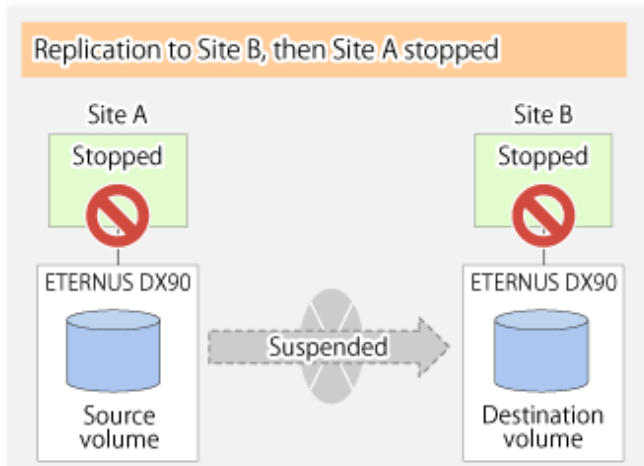 Replication to Site B, then Site A stopped
Site A
Site B
Stopped
Stopped
ETERNUS DX90
ETERNUS DX90
Suspended
Source
volume
Destination
volume